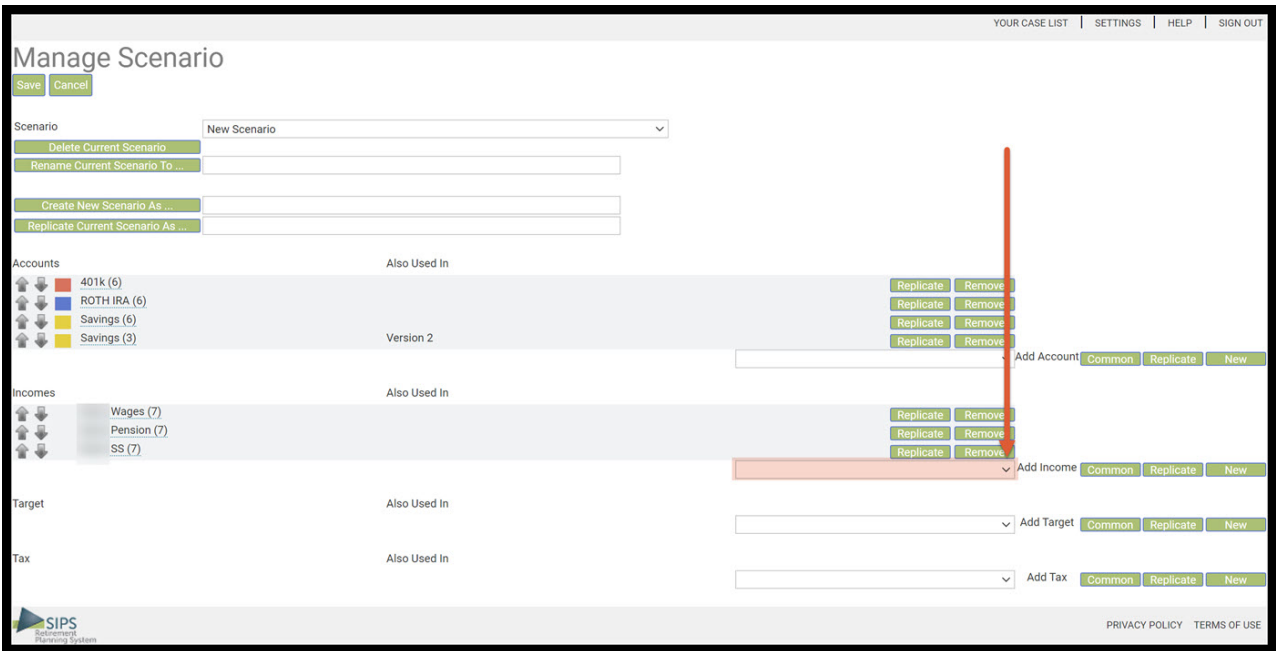 YOUR CASE LIST | SETTINGS | HELP | SIGN OUT
Manage Scenario
Save Cancel
Scenario New Scenario
Delete Current Scenario
Rename Current Scenario To ...
Create New Scenario As ...
Replicate Current Scenario As ...
Accounts Also Used In
401k (6) Replicate Remove
ROTH IRA (6) Replicate Remove
Savings (6) Replicate Remove
Savings (3) Version 2 Replicate Remove
Add Account Common Replicate New
Incomes Also Used In
Wages (7) Replicate Remove
Pension (7) Replicate Remove
SS (7) Replicate Remove
Add Income Common Replicate New
Target Also Used In
Add Target Common Replicate New
Tax Also Used In
Add Tax Common Replicate New
SIPS
Retirement
Planning System
PRIVACY POLICY TERMS OF USE